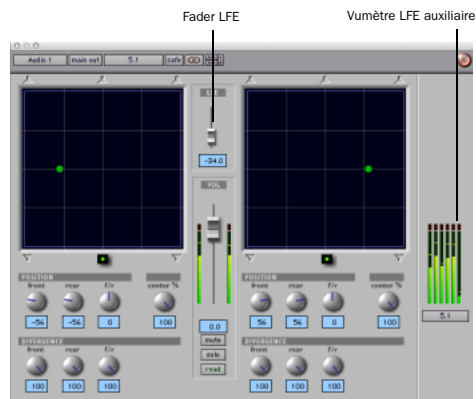 Fader LFE
Vumètre LFE auxiliaire
Audio 1 main out 5.1 safe
LFE
-34.0
VOL
POSITION
front rear f/r center %
-56 -56 0 100
DIVERGENCE
front rear f/r
100 100 100
0.0
mute
solo
read
POSITION
front rear f/r center %
56 56 0 100
DIVERGENCE
front rear f/r
100 100 100
5.1